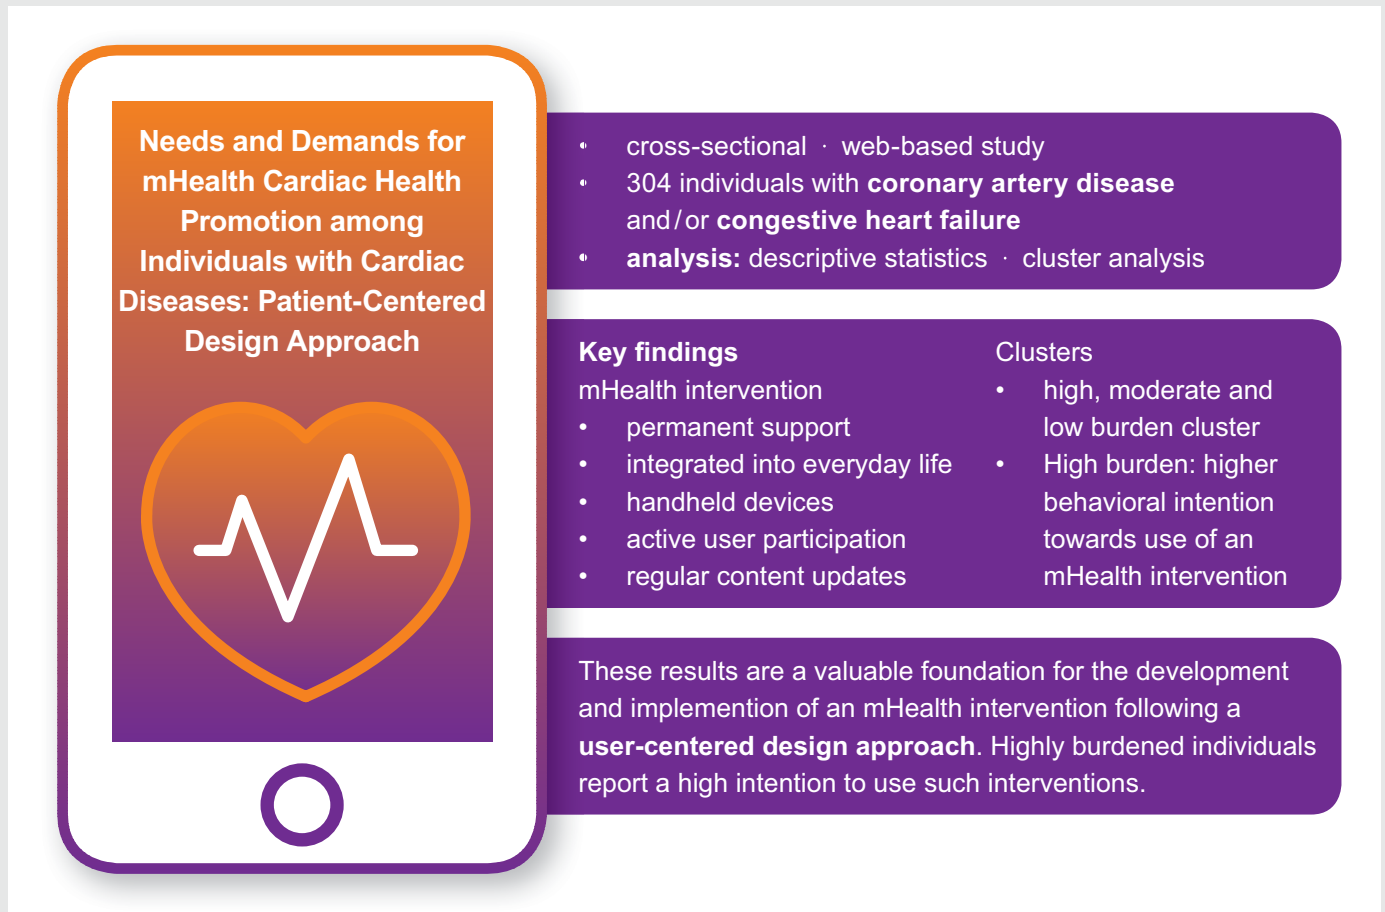 Needs and Demands for
mHealth Cardiac Health
Promotion among
Individuals with Cardiac
Diseases: Patient-Centered
Design Approach
• cross-sectional · web-based study
• 304 individuals with coronary artery disease
and/or congestive heart failure
• analysis: descriptive statistics · cluster analysis
Key findings
mHealth intervention
• permanent support
• integrated into everyday life
• handheld devices
• active user participation
• regular content updates
Clusters
• high, moderate and
low burden cluster
• High burden: higher
behavioral intention
towards use of an
mHealth intervention
These results are a valuable foundation for the development
and implemention of an mHealth intervention following a
user-centered design approach. Highly burdened individuals
report a high intention to use such interventions.